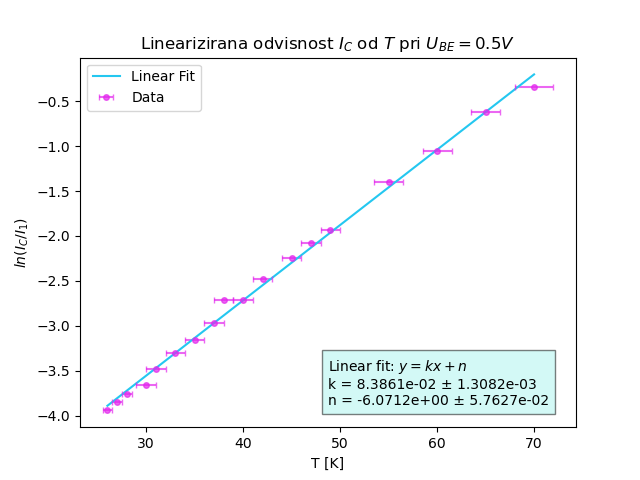 Linearizirana odvisnost I_C od T pri U_BE = 0.5V
Linear Fit
Data
ln(I_C/I_1)
−0.5
−1.0
−1.5
−2.0
−2.5
−3.0
−3.5
−4.0
Linear fit: y = kx + n
k = 8.3861e-02 ± 1.3082e-03
n = -6.0712e+00 ± 5.7627e-02
30 40 50 60 70
T [K]